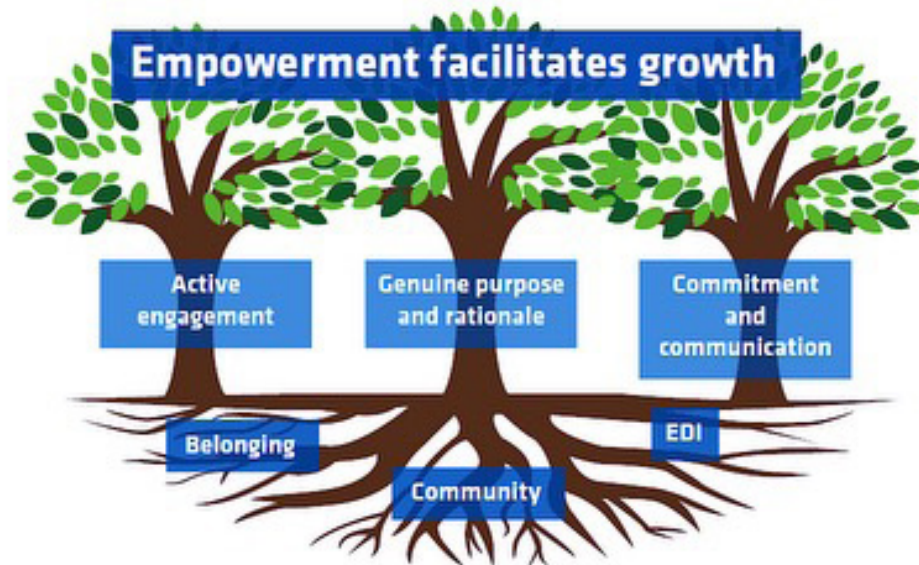 Empowerment facilitates growth
Active
engagement
Genuine purpose
and rationale
Commitment
and
communication
Belonging
Community
EDI